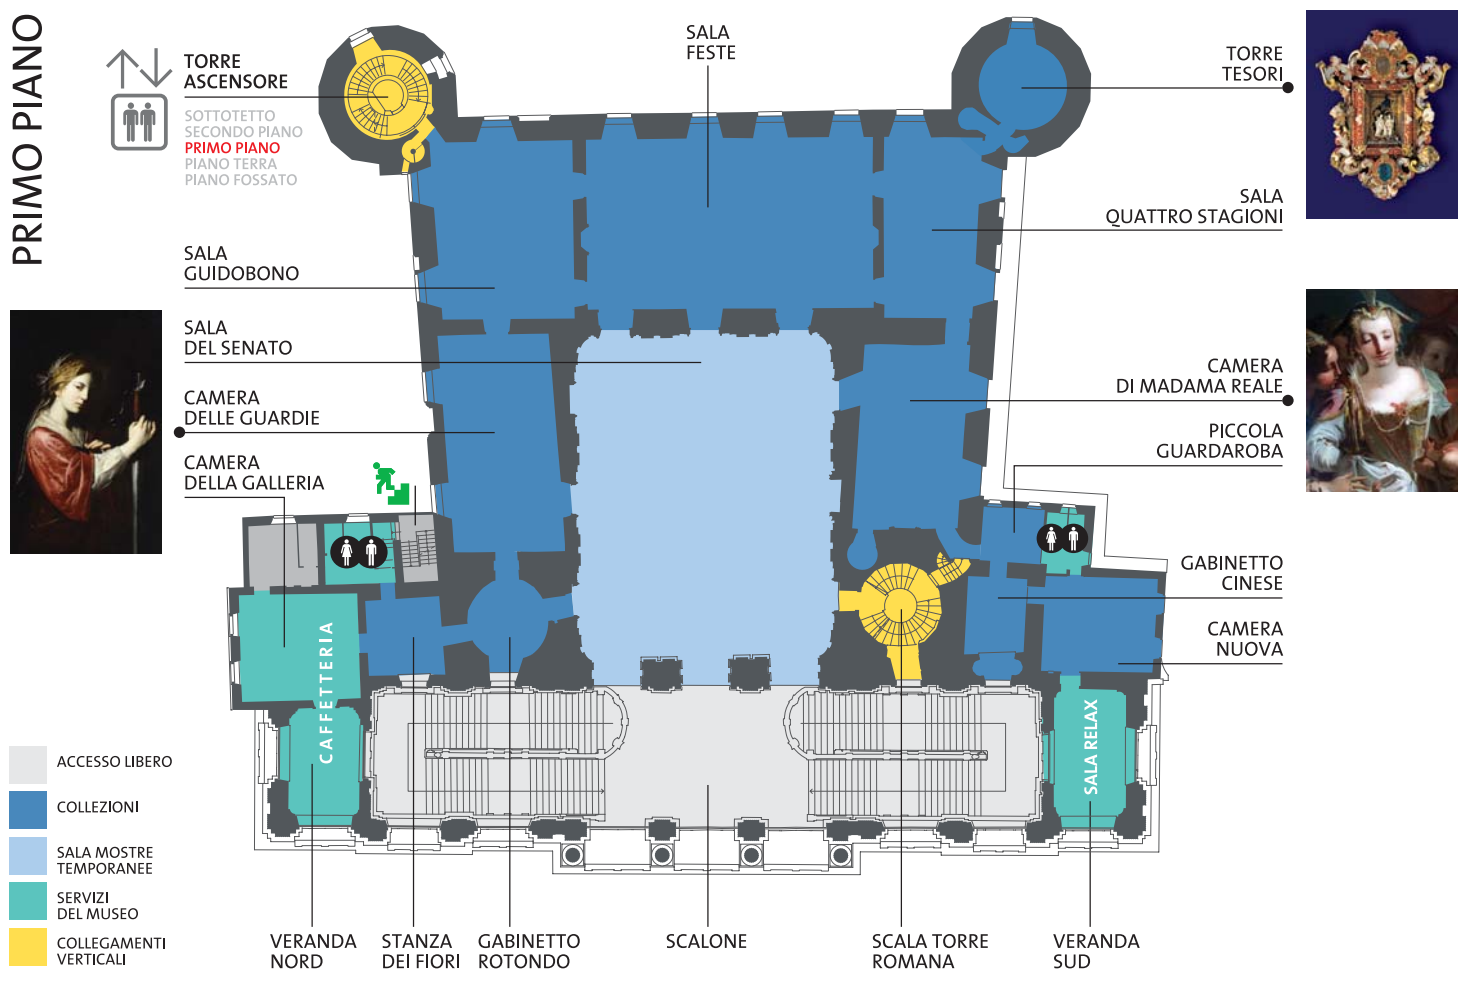 PRIMO PIANO
TORRE
ASCENSORE
SOTTOTETTO
SECONDO PIANO
PRIMO PIANO
PIANO TERRA
PIANO FOSSATO
SALA
FESTE
TORRE
TESORI
SALA
QUATTRO STAGIONI
SALA
GUIDOBONO
SALA
DEL SENATO
CAMERA
DELLE GUARDIE
CAMERA
DELLA GALLERIA
CAMERA
DI MADAMA REALE
PICCOLA
GUARDAROBA
GABINETTO
CINESE
CAMERA
NUOVA
CAFFETTERIA
SALA RELAX
ACCESSO LIBERO
COLLEZIONI
SALA MOSTRE
TEMPORANEE
SERVIZI
DEL MUSEO
COLLEGAMENTI
VERTICALI
VERANDA
NORD
STANZA
DEI FIORI
GABINETTO
ROTONDO
SCALONE
SCALA TORRE
ROMANA
VERANDA
SUD